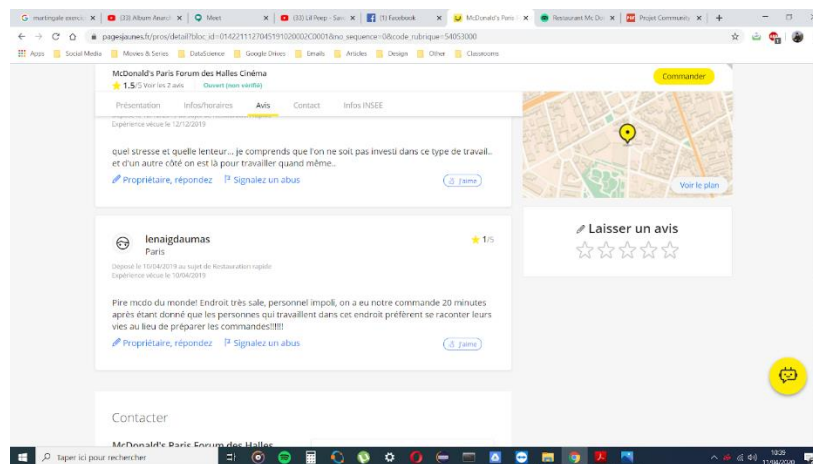 martingale exercic
(33) Album Anarch
Meet
(33) Lil Peep - Sav
(1) Facebook
McDonald's Paris
Restaurant Mc Do
Projet Community
pagesjaunes.fr/pros/detail?bloc_id=0142211127045191020002C0001&no_sequence=0&code_rubrique=54053000
Apps Social Media Movies & Series DataScience Google Drives Emails Articles Design Other Classrooms
McDonald's Paris Forum des Halles Cinéma
1.5/5 Voir les 2 avis Ouvert (non vérifié)
Commander
Présentation Infos/horaires Avis Contact Infos INSEE
Expérience vécue le 12/12/2019
quel stresse et quelle lenteur... je comprends que l'on ne soit pas investi dans ce type de travail..
et d'un autre côté on est là pour travailler quand même..
Propriétaire, répondez Signalez un abus J'aime
Voir le plan
Laisser un avis
lenaigdaumas 1/5
Paris
Déposé le 10/04/2019 au sujet de Restauration rapide
Expérience vécue le 10/04/2019
Pire mcdo du monde! Endroit très sale, personnel impoli, on a eu notre commande 20 minutes
après étant donné que les personnes qui travaillent dans cet endroit préfèrent se raconter leurs
vies au lieu de préparer les commandes!!!!!!
Propriétaire, répondez Signalez un abus J'aime
Contacter
McDonald's Paris Forum des Halles
Taper ici pour rechercher
10:39
11/04/2020